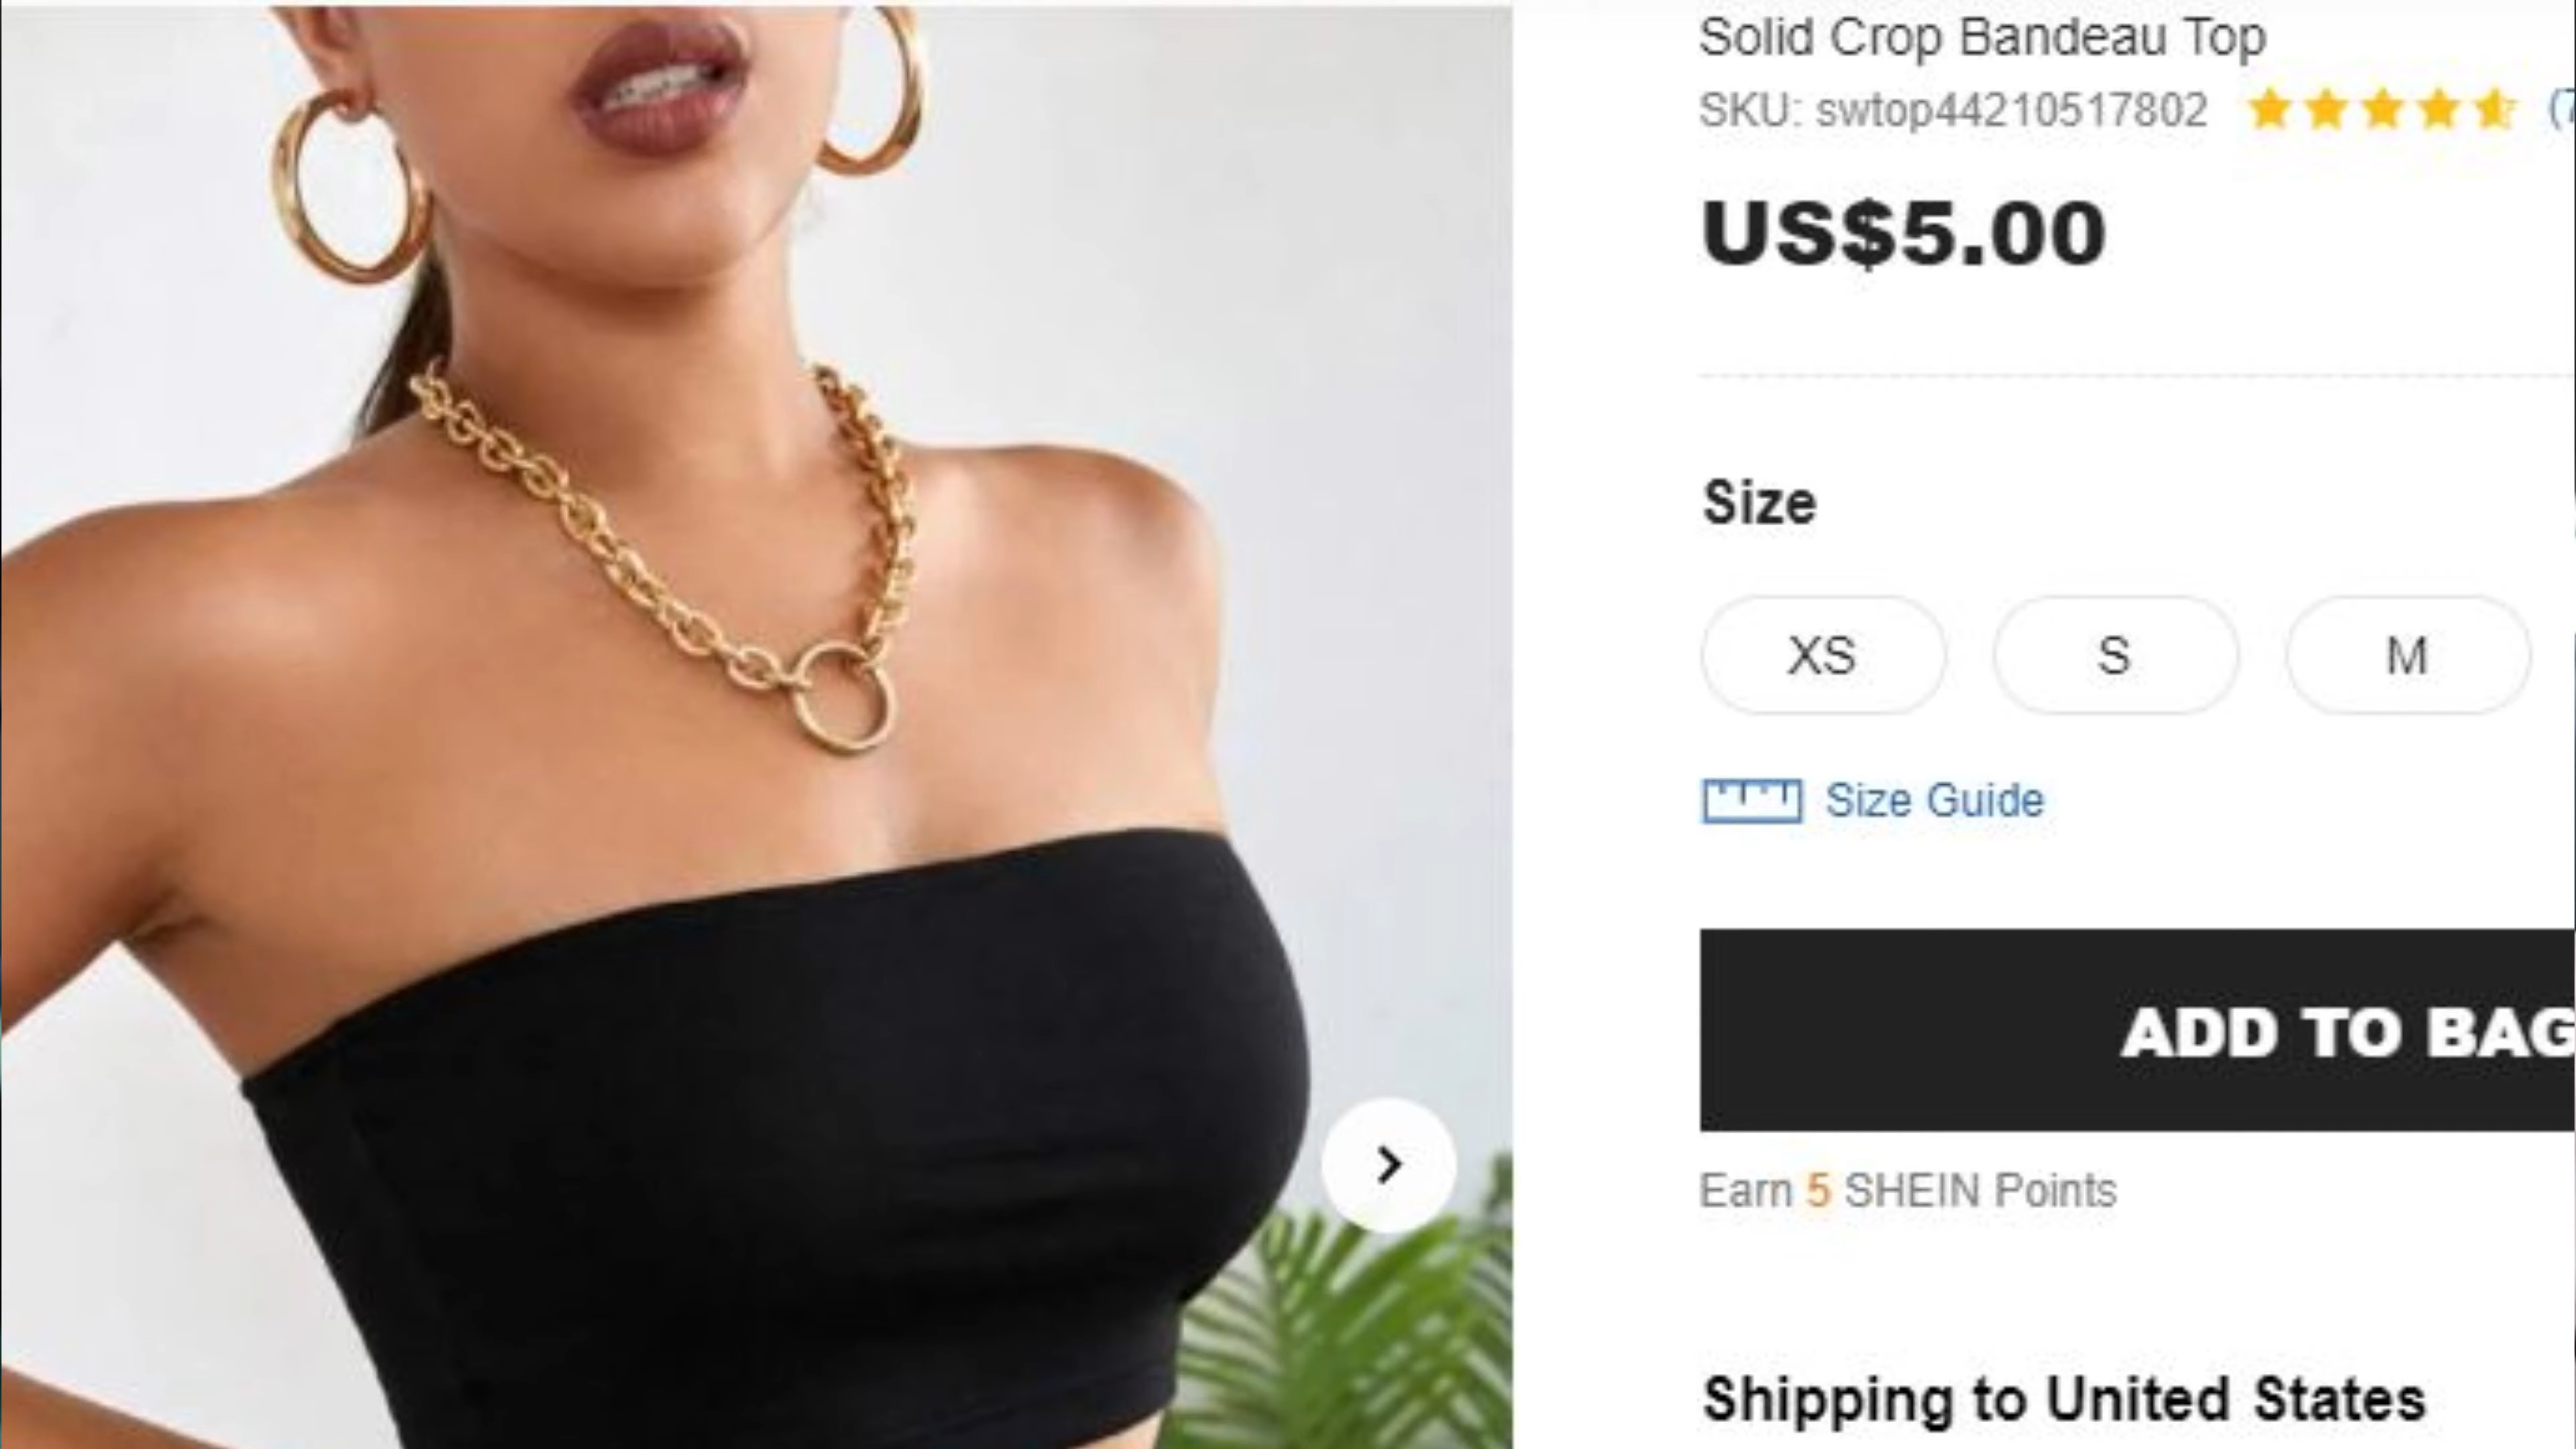 Solid Crop Bandeau Top
SKU: swtop44210517802
US$5.00
Size
XS S M
Size Guide
ADD TO BAG
Earn 5 SHEIN Points
Shipping to United States